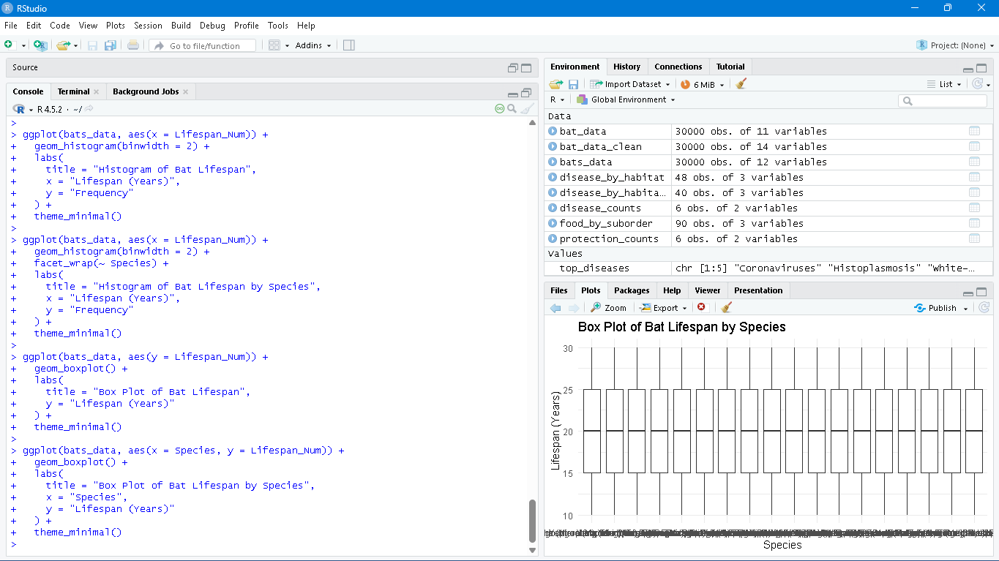 RStudio
File Edit Code View Plots Session Build Debug Profile Tools Help
Go to file/function Addins Project: (None)
Source
Console Terminal Background Jobs
R 4.5.2 · ~/
>
> ggplot(bats_data, aes(x = Lifespan_Num)) +
+   geom_histogram(binwidth = 2) +
+   labs(
+     title = "Histogram of Bat Lifespan",
+     x = "Lifespan (Years)",
+     y = "Frequency"
+   ) +
+   theme_minimal()
>
> ggplot(bats_data, aes(x = Lifespan_Num)) +
+   geom_histogram(binwidth = 2) +
+   facet_wrap(~ Species) +
+   labs(
+     title = "Histogram of Bat Lifespan by Species",
+     x = "Lifespan (Years)",
+     y = "Frequency"
+   ) +
+   theme_minimal()
>
> ggplot(bats_data, aes(y = Lifespan_Num)) +
+   geom_boxplot() +
+   labs(
+     title = "Box Plot of Bat Lifespan",
+     y = "Lifespan (Years)"
+   ) +
+   theme_minimal()
>
> ggplot(bats_data, aes(x = Species, y = Lifespan_Num)) +
+   geom_boxplot() +
+   labs(
+     title = "Box Plot of Bat Lifespan by Species",
+     x = "Species",
+     y = "Lifespan (Years)"
+   ) +
+   theme_minimal()
>
Environment History Connections Tutorial
Import Dataset 6 MiB List
R Global Environment
Data
bat_data 30000 obs. of 11 variables
bat_data_clean 30000 obs. of 14 variables
bats_data 30000 obs. of 12 variables
disease_by_habitat 48 obs. of 3 variables
disease_by_habita… 40 obs. of 3 variables
disease_counts 6 obs. of 2 variables
food_by_suborder 90 obs. of 3 variables
protection_counts 6 obs. of 2 variables
Values
top_diseases chr [1:5] "Coronaviruses" "Histoplasmosis" "White-…
Files Plots Packages Help Viewer Presentation
Zoom Export Publish
Box Plot of Bat Lifespan by Species
30
25
20
15
10
Lifespan (Years)
Species